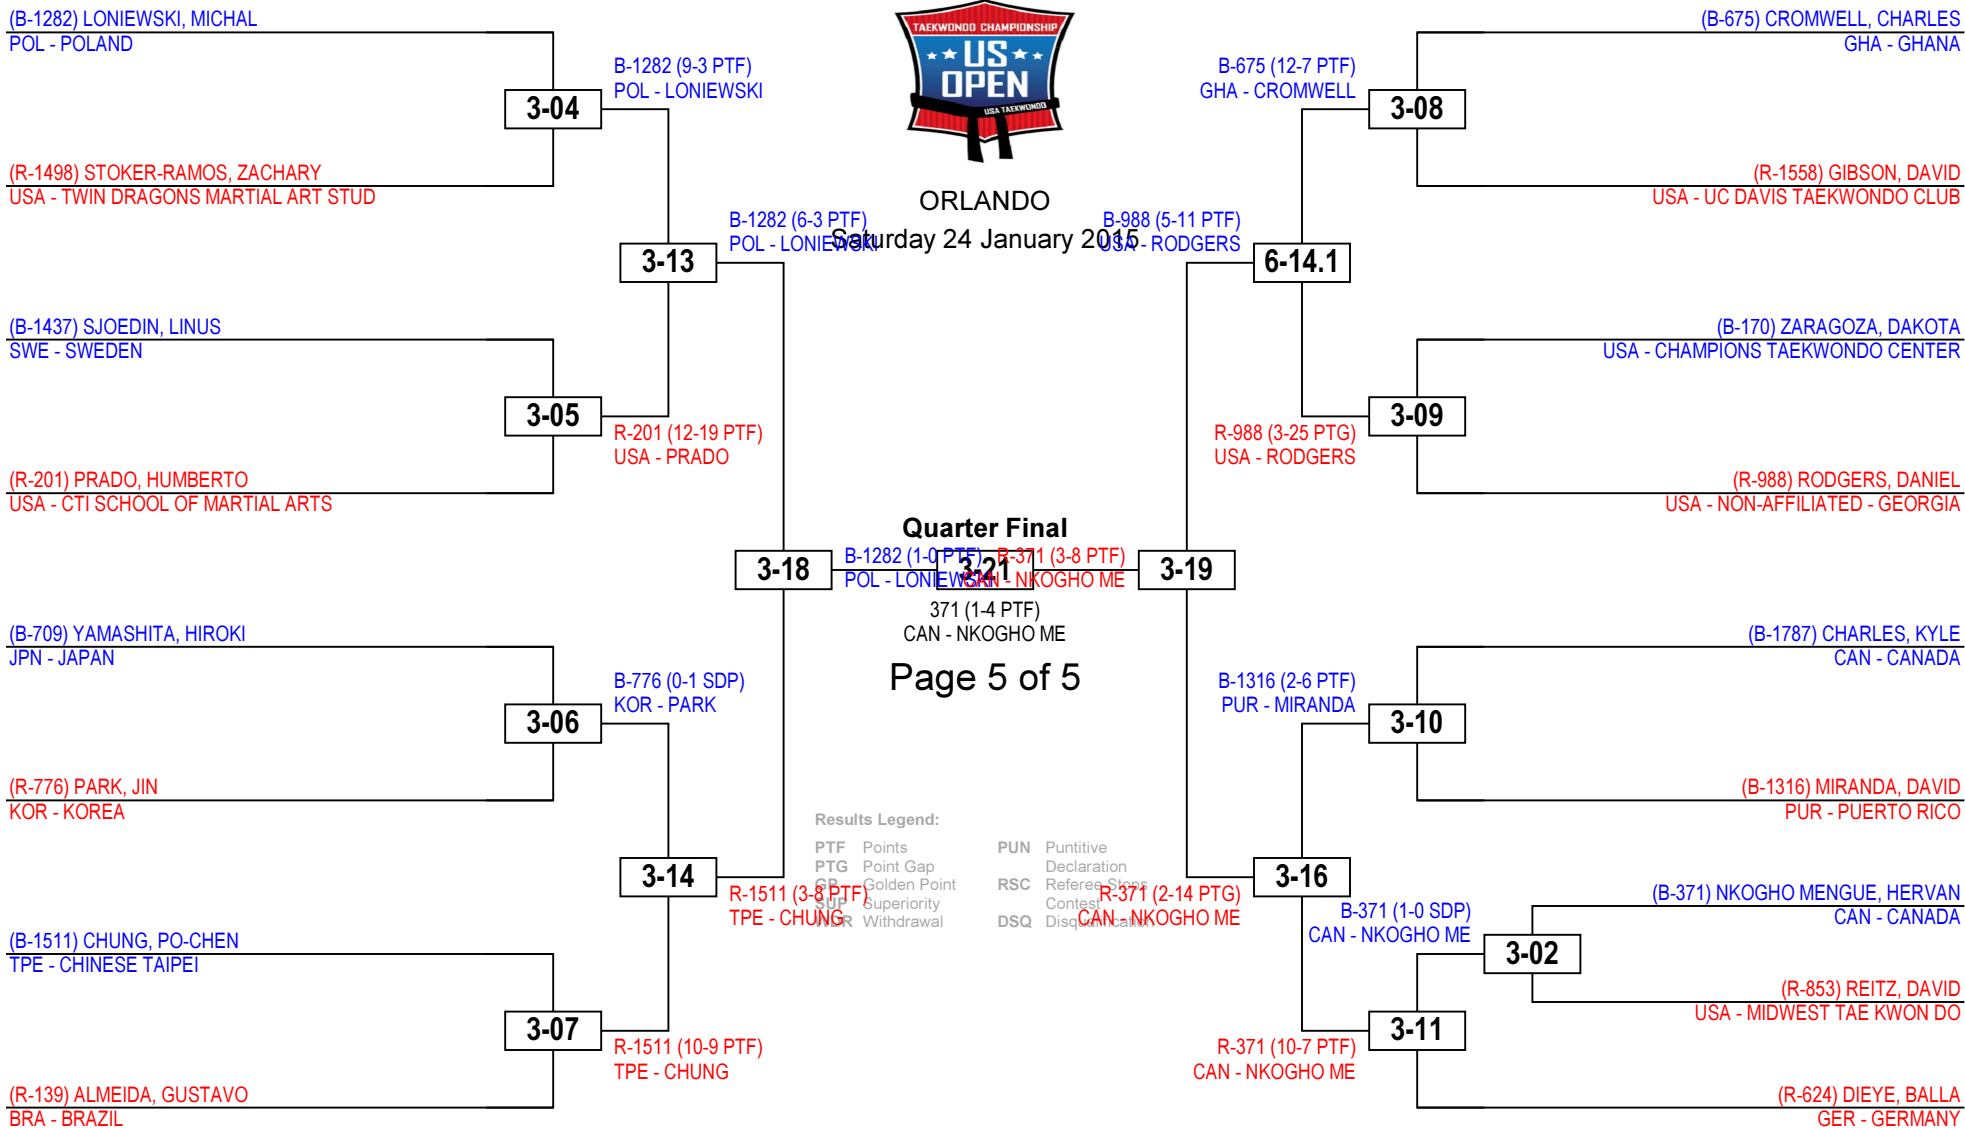 (B-1282) LONIEWSKI, MICHAL
POL - POLAND
B-1282 (9-3 PTF)
POL - LONIEWSKI
3-04
(R-1498) STOKER-RAMOS, ZACHARY
USA - TWIN DRAGONS MARTIAL ART STUD
B-1282 (6-3 PTF)
POL - LONIEWSKI
3-13
(B-1437) SJOEDIN, LINUS
SWE - SWEDEN
3-05
R-201 (12-19 PTF)
USA - PRADO
(R-201) PRADO, HUMBERTO
USA - CTI SCHOOL OF MARTIAL ARTS
3-18
B-1282 (1-0 PTF)
POL - LONIEWSKI
(B-709) YAMASHITA, HIROKI
JPN - JAPAN
B-776 (0-1 SDP)
KOR - PARK
3-06
(R-776) PARK, JIN
KOR - KOREA
3-14
R-1511 (3-8 PTF)
TPE - CHUNG
(B-1511) CHUNG, PO-CHEN
TPE - CHINESE TAIPEI
3-07
R-1511 (10-9 PTF)
TPE - CHUNG
(R-139) ALMEIDA, GUSTAVO
BRA - BRAZIL
TAEKWONDO CHAMPIONSHIP
US
OPEN
USA TAEKWONDO
ORLANDO
Saturday 24 January 2015
Quarter Final
3-21
371 (1-4 PTF)
CAN - NKOGHO ME
Page 5 of 5
Results Legend:
PTF Points
PTG Point Gap
GP Golden Point
SUP Superiority
WDR Withdrawal
PUN Puntitive
Declaration
RSC Referee Stops
Contest
DSQ Disqualification
(B-675) CROMWELL, CHARLES
GHA - GHANA
B-675 (12-7 PTF)
GHA - CROMWELL
3-08
(R-1558) GIBSON, DAVID
USA - UC DAVIS TAEKWONDO CLUB
B-988 (5-11 PTF)
USA - RODGERS
6-14.1
(B-170) ZARAGOZA, DAKOTA
USA - CHAMPIONS TAEKWONDO CENTER
3-09
R-988 (3-25 PTG)
USA - RODGERS
(R-988) RODGERS, DANIEL
USA - NON-AFFILIATED - GEORGIA
R-371 (3-8 PTF)
CAN - NKOGHO ME
3-19
(B-1787) CHARLES, KYLE
CAN - CANADA
B-1316 (2-6 PTF)
PUR - MIRANDA
3-10
(B-1316) MIRANDA, DAVID
PUR - PUERTO RICO
3-16
R-371 (2-14 PTG)
CAN - NKOGHO ME
(B-371) NKOGHO MENGUE, HERVAN
CAN - CANADA
B-371 (1-0 SDP)
CAN - NKOGHO ME
3-02
(R-853) REITZ, DAVID
USA - MIDWEST TAE KWON DO
3-11
R-371 (10-7 PTF)
CAN - NKOGHO ME
(R-624) DIEYE, BALLA
GER - GERMANY